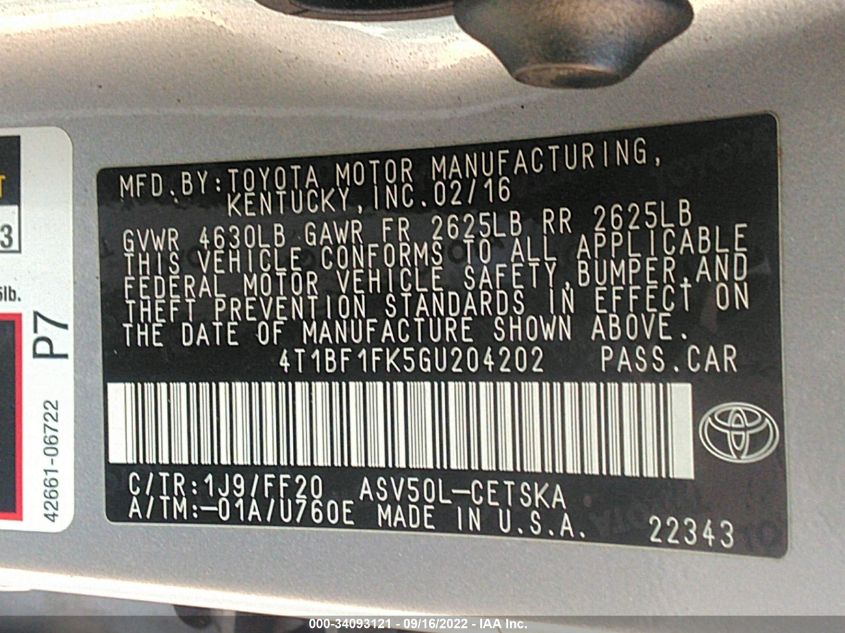 MFD.BY:TOYOTA MOTOR MANUFACTURING,
KENTUCKY,INC.02/16
GVWR 4630LB GAWR FR 2625LB RR 2625LB
THIS VEHICLE CONFORMS TO ALL APPLICABLE
FEDERAL MOTOR VEHICLE SAFETY,BUMPER,AND
THEFT PREVENTION STANDARDS IN EFFECT ON
THE DATE OF MANUFACTURE SHOWN ABOVE.
4T1BF1FK5GU204202 PASS.CAR
C/TR:1J9/FF20 ASV50L-CETSKA
A/TM:-01A/U760E MADE IN U.S.A.
22343
T
3
lb.
P7
42661-06722
000-34093121 - 09/16/2022 - IAA Inc.